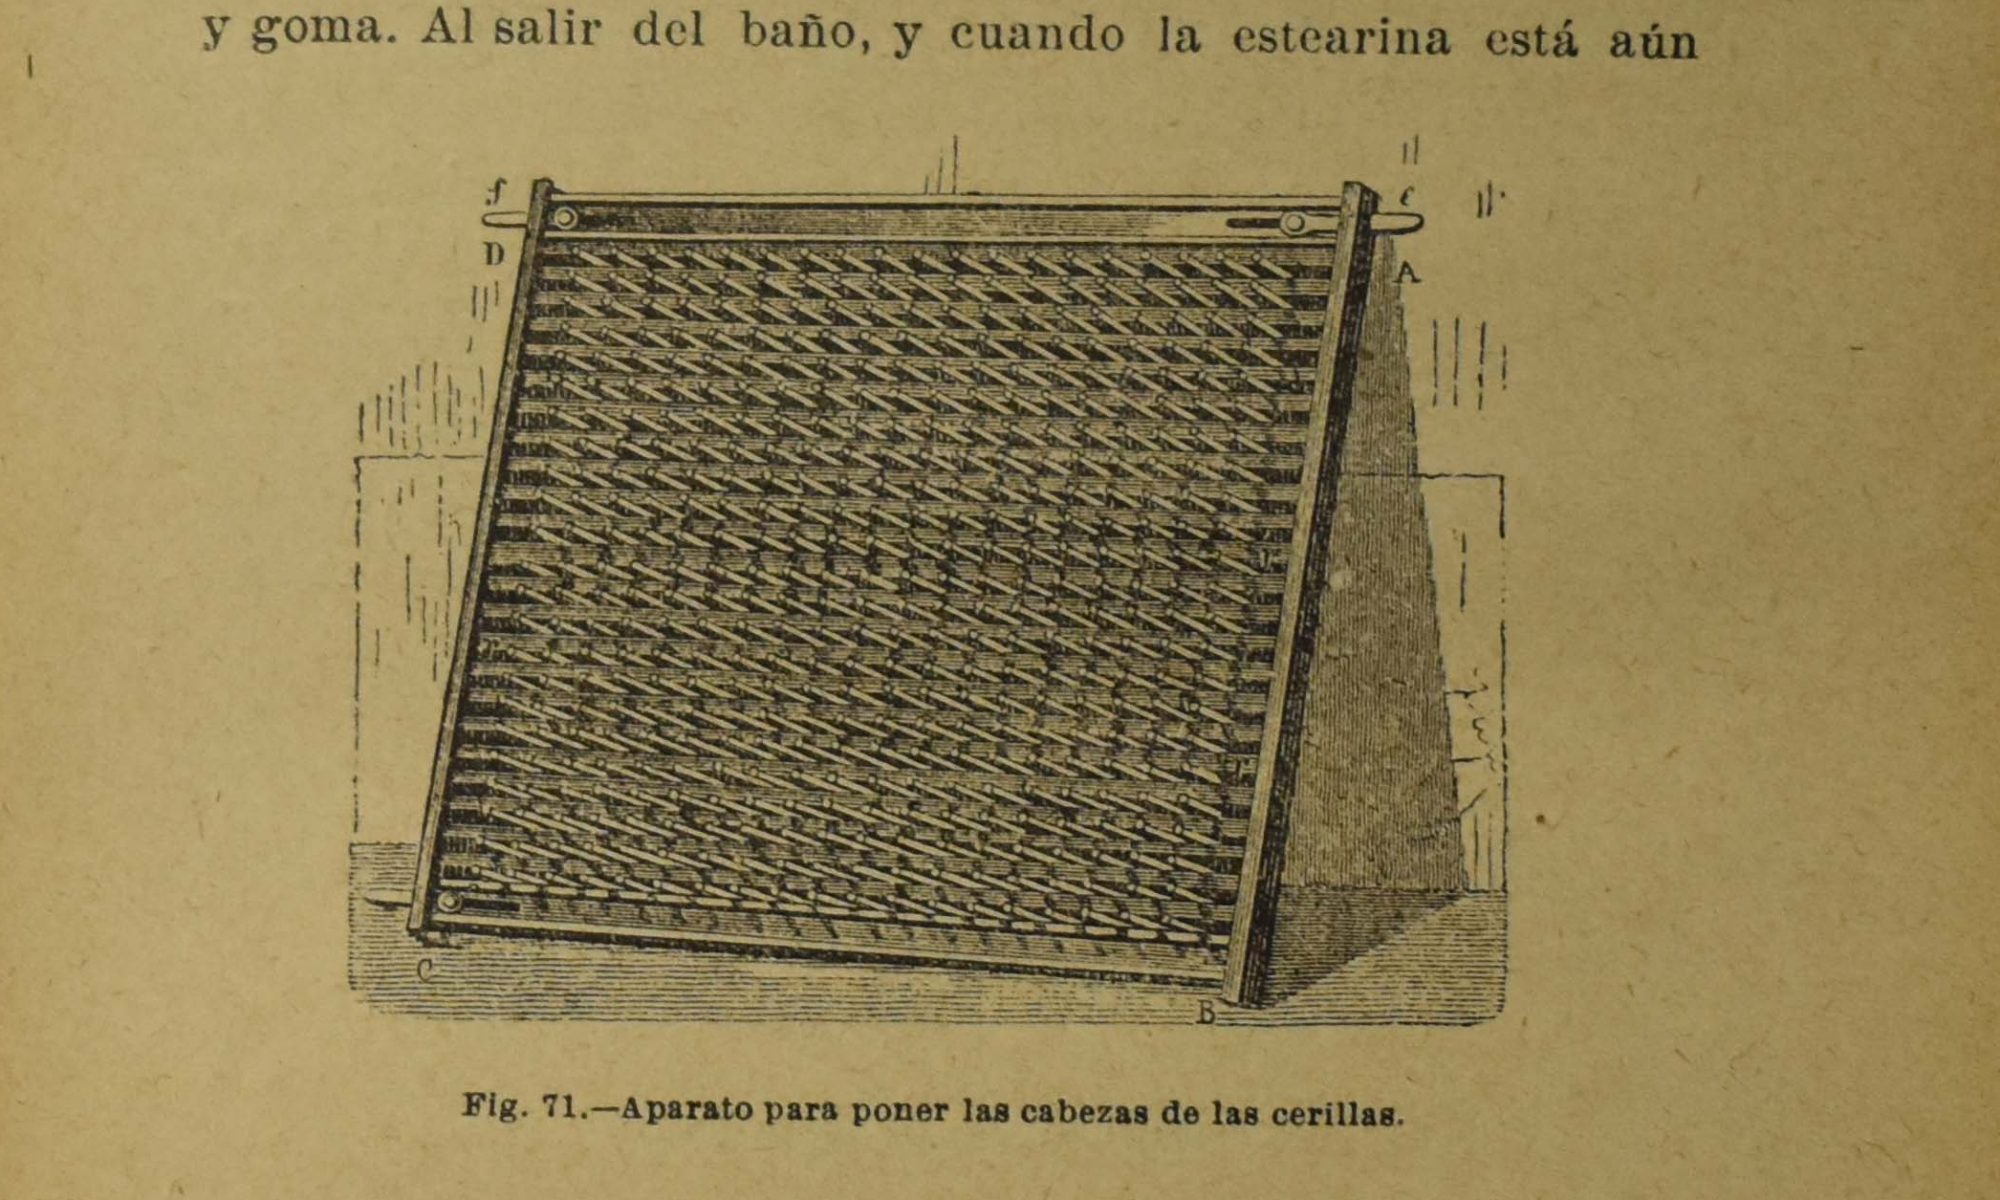 y goma. Al salir del baño, y cuando la estearina está aún
f
e
D
A
C
B
Fig. 71.—Aparato para poner las cabezas de las cerillas.